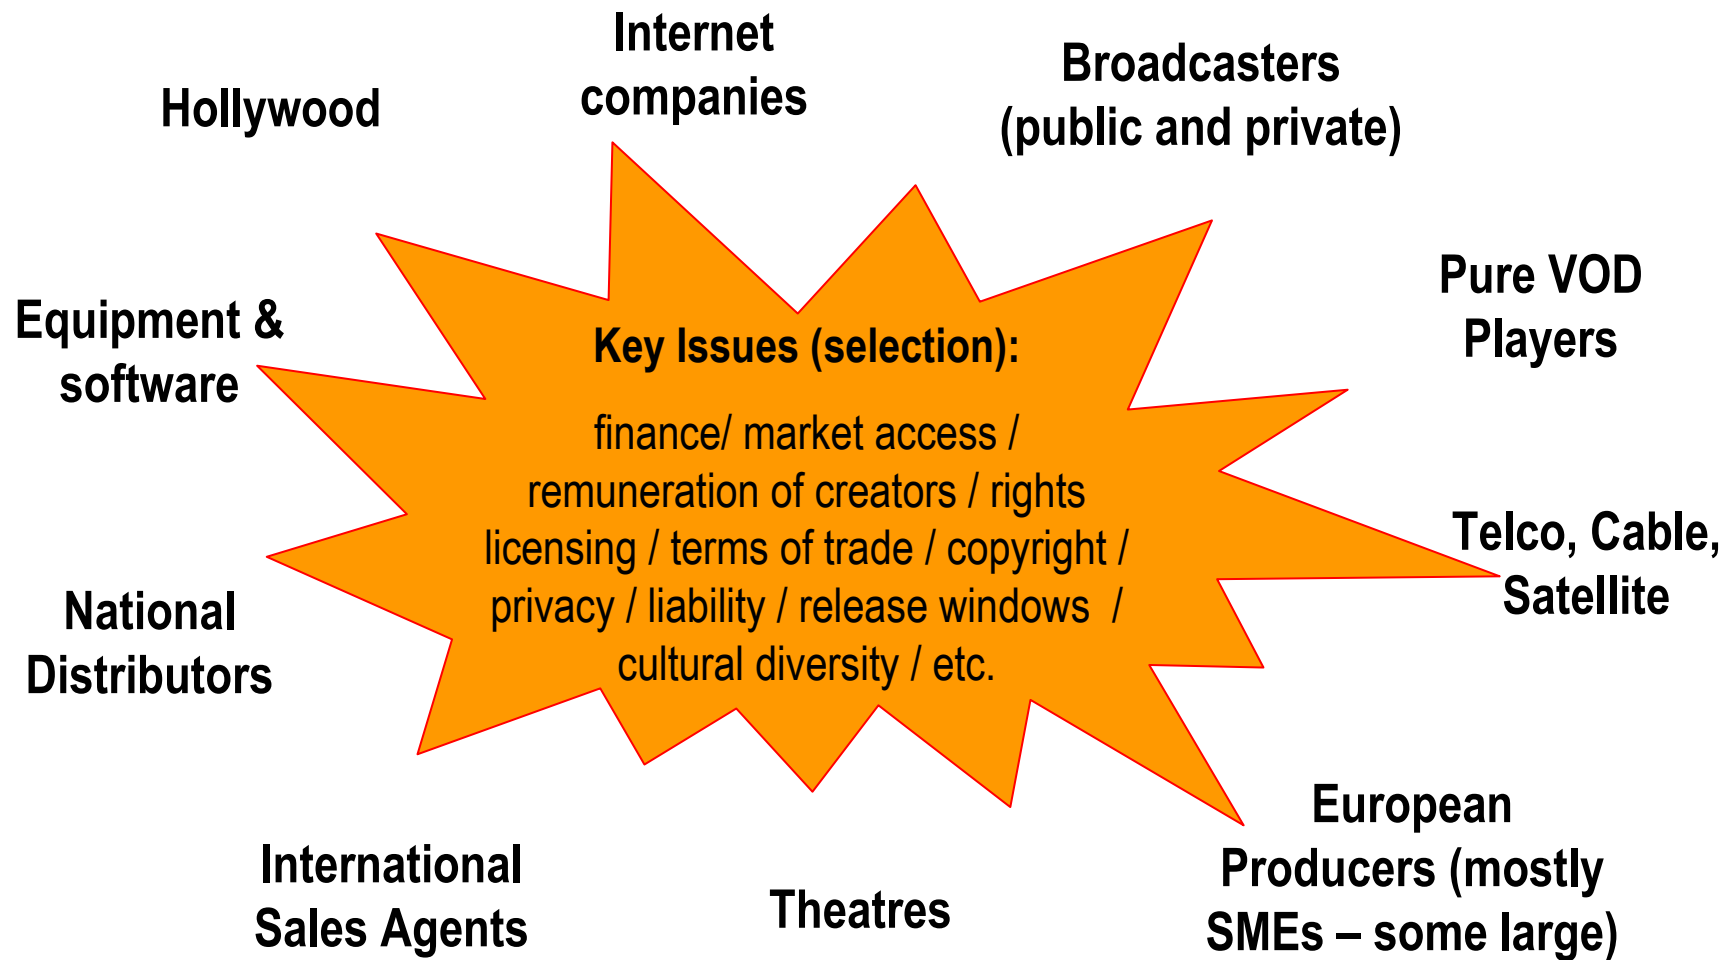 Internet
companies
Broadcasters
(public and private)
Hollywood
Pure VOD
Players
Equipment &
software
Key Issues (selection):
finance/ market access /
remuneration of creators / rights
licensing / terms of trade / copyright /
privacy / liability / release windows /
cultural diversity / etc.
Telco, Cable,
Satellite
National
Distributors
European
Producers (mostly
SMEs – some large)
International
Sales Agents
Theatres